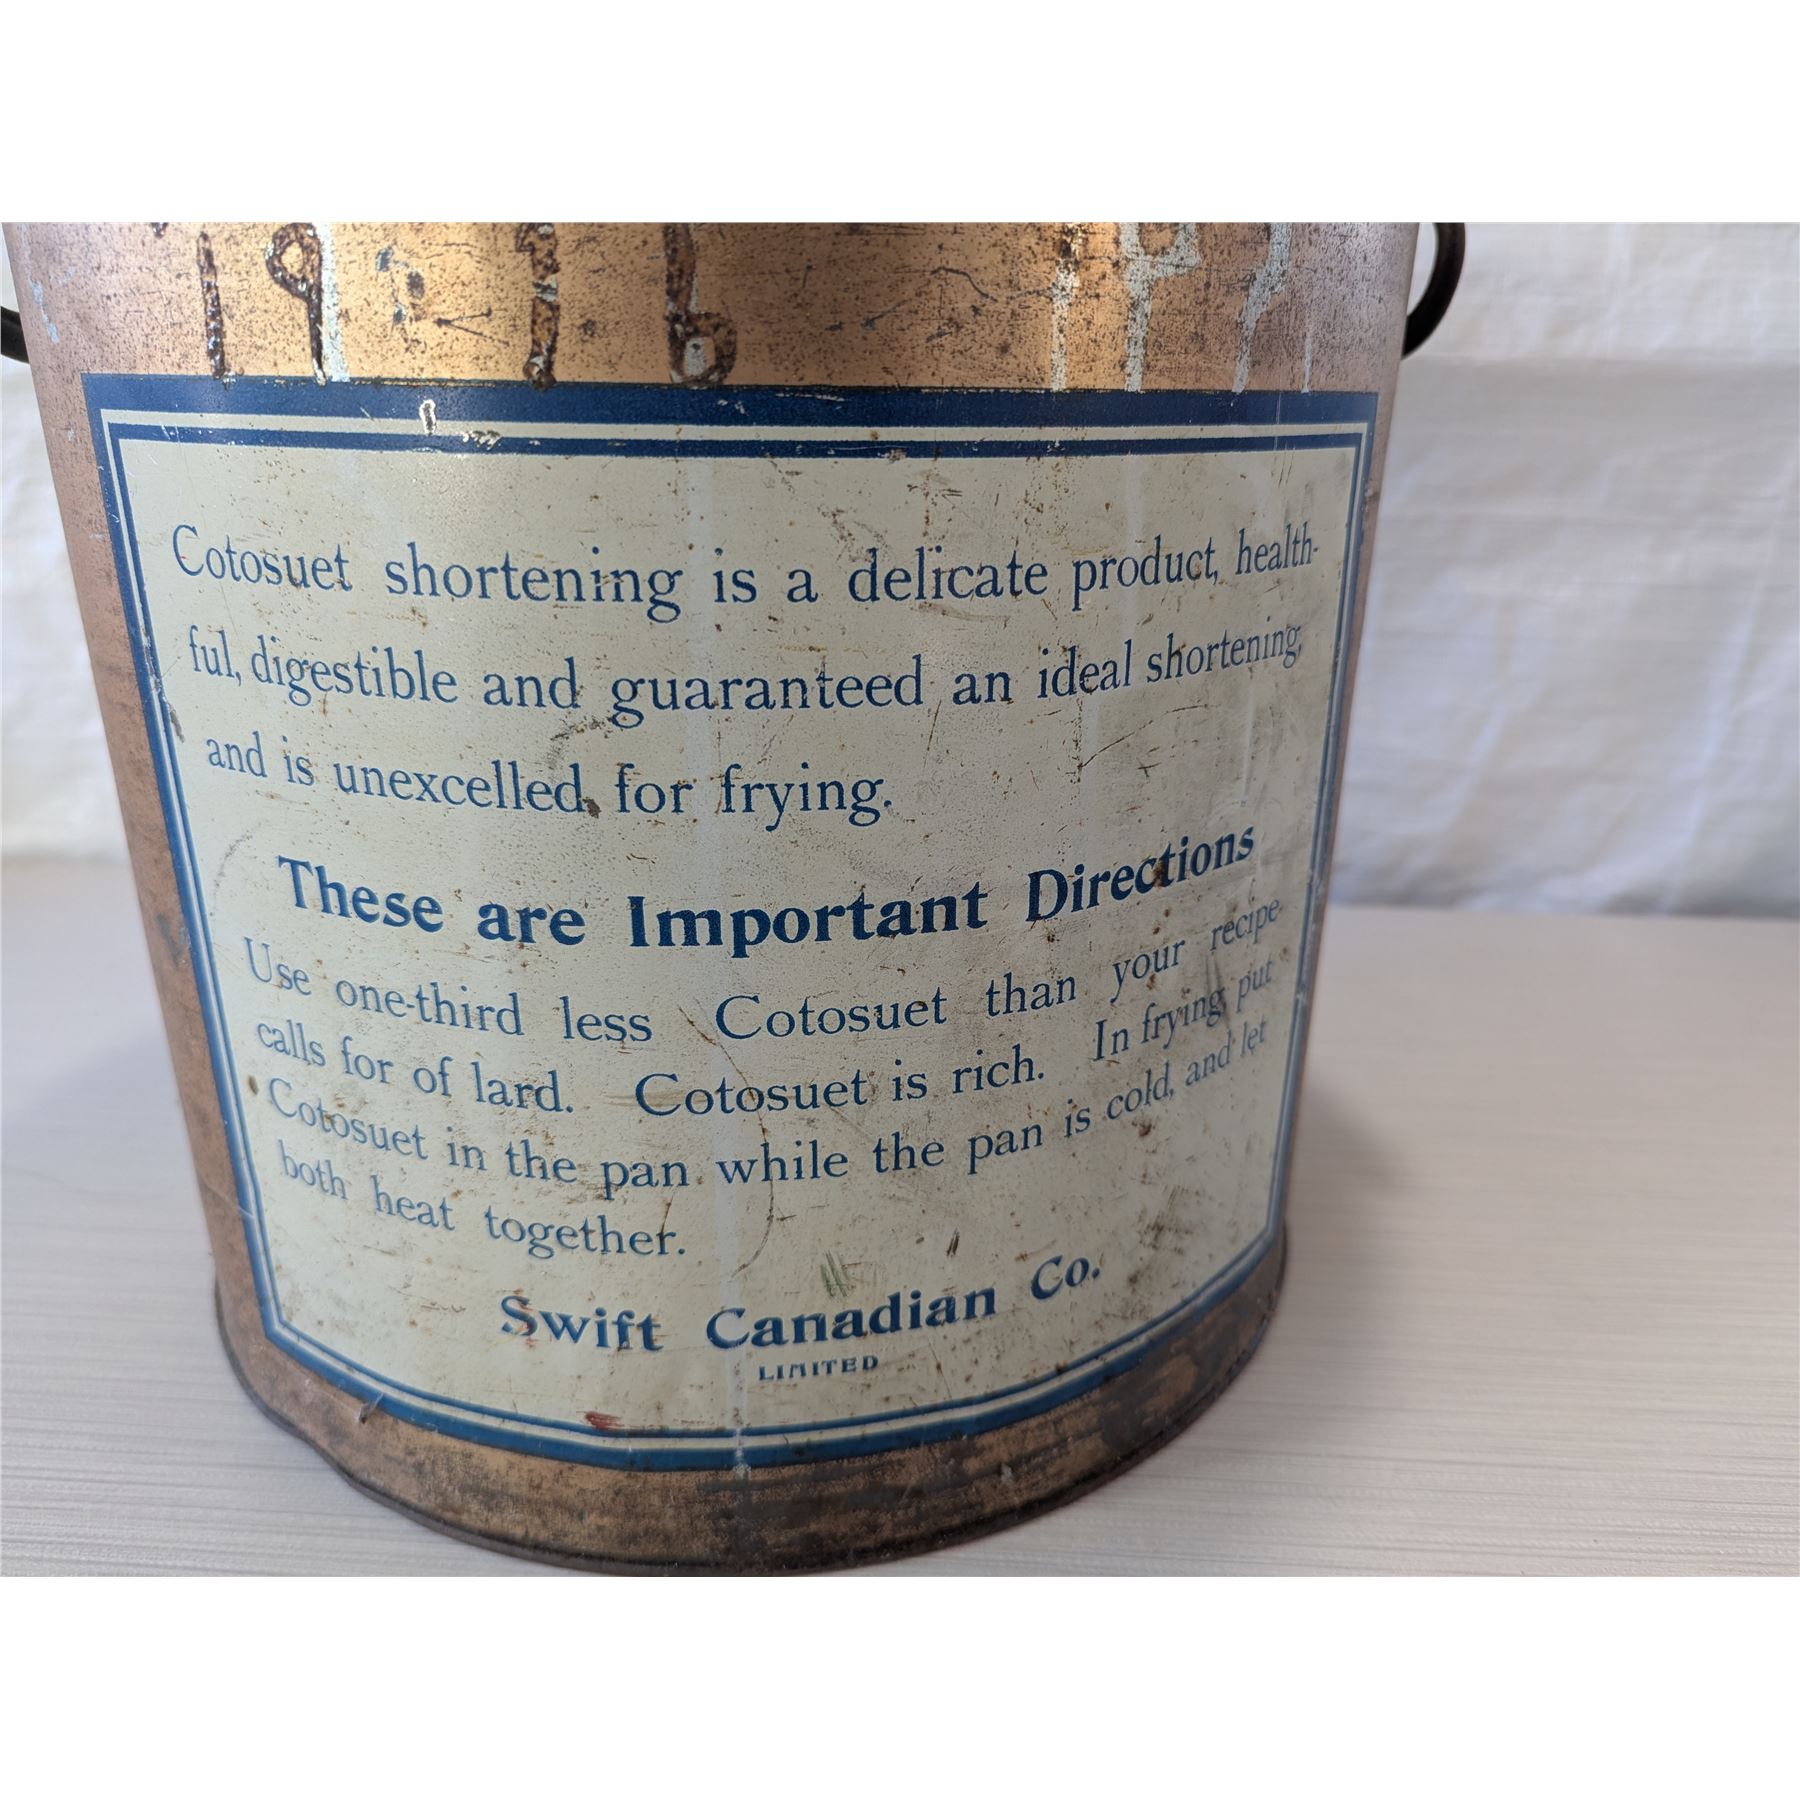 Cotosuet shortening is a delicate product, health-
ful, digestible and guaranteed an ideal shortening,
and is unexcelled for frying.
These are Important Directions
Use one-third less Cotosuet than your recipe
calls for of lard. Cotosuet is rich. In frying put
Cotosuet in the pan while the pan is cold, and let
both heat together.
Swift Canadian Co.
LIMITED